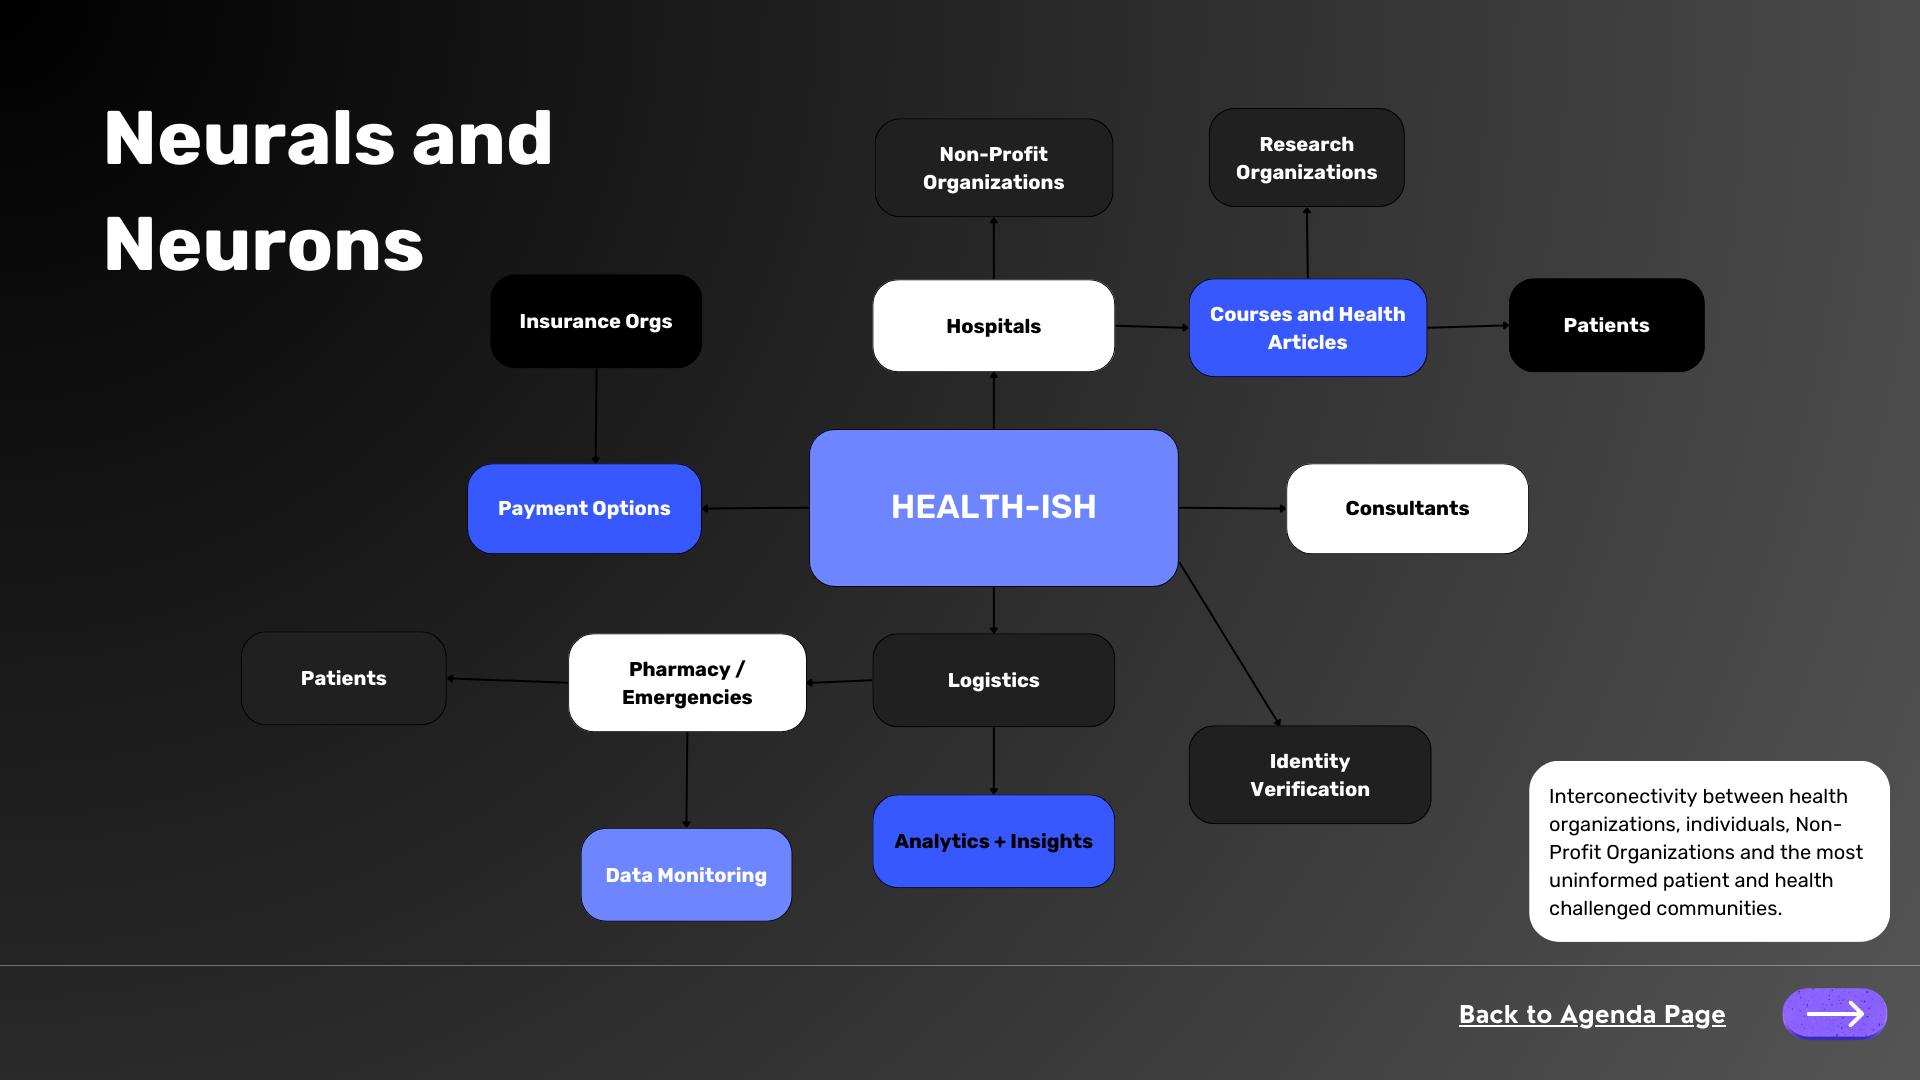 Neurals and
Neurons
Non-Profit
Organizations
Research
Organizations
Insurance Orgs
Hospitals
Courses and Health
Articles
Patients
Payment Options
HEALTH-ISH
Consultants
Patients
Pharmacy /
Emergencies
Logistics
Identity
Verification
Data Monitoring
Analytics + Insights
Interconectivity between health
organizations, individuals, Non-
Profit Organizations and the most
uninformed patient and health
challenged communities.
Back to Agenda Page